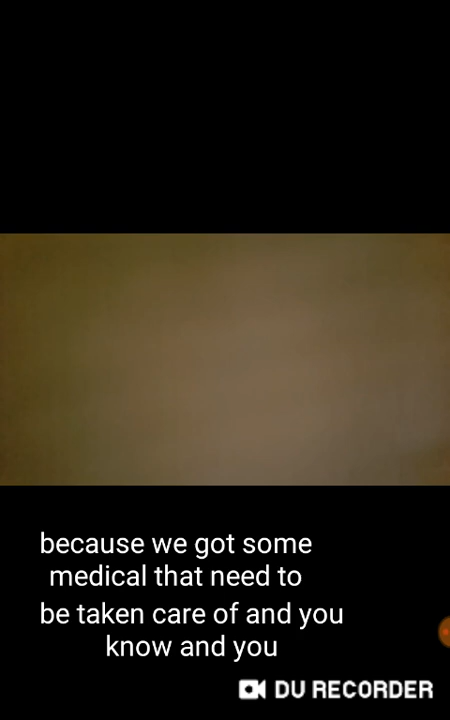 because we got some
medical that need to
be taken care of and you
know and you
DU RECORDER